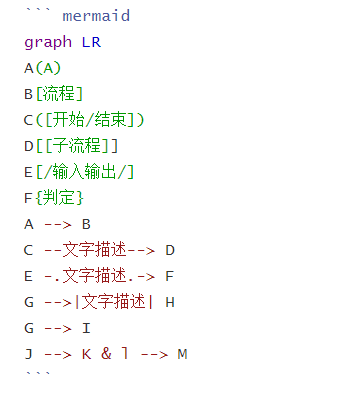 ``` mermaid
graph LR
A(A)
B[流程]
C([开始/结束])
D[[子流程]]
E[/输入输出/]
F{判定}
A --> B
C --文字描述--> D
E -.文字描述.-> F
G -->|文字描述| H
G --> I
J --> K & l --> M
```